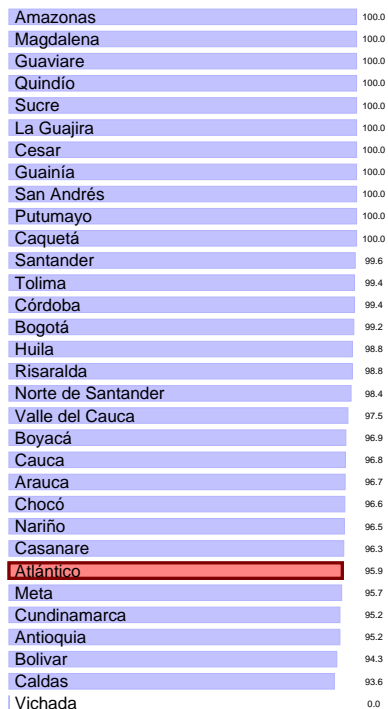 Amazonas 100.0
Magdalena 100.0
Guaviare 100.0
Quindío 100.0
Sucre 100.0
La Guajira 100.0
Cesar 100.0
Guainía 100.0
San Andrés 100.0
Putumayo 100.0
Caquetá 100.0
Santander 99.6
Tolima 99.4
Córdoba 99.4
Bogotá 99.2
Huila 98.8
Risaralda 98.8
Norte de Santander 98.4
Valle del Cauca 97.5
Boyacá 96.9
Cauca 96.8
Arauca 96.7
Chocó 96.6
Nariño 96.5
Casanare 96.3
Atlántico 95.9
Meta 95.7
Cundinamarca 95.2
Antioquia 95.2
Bolivar 94.3
Caldas 93.6
Vichada 0.0